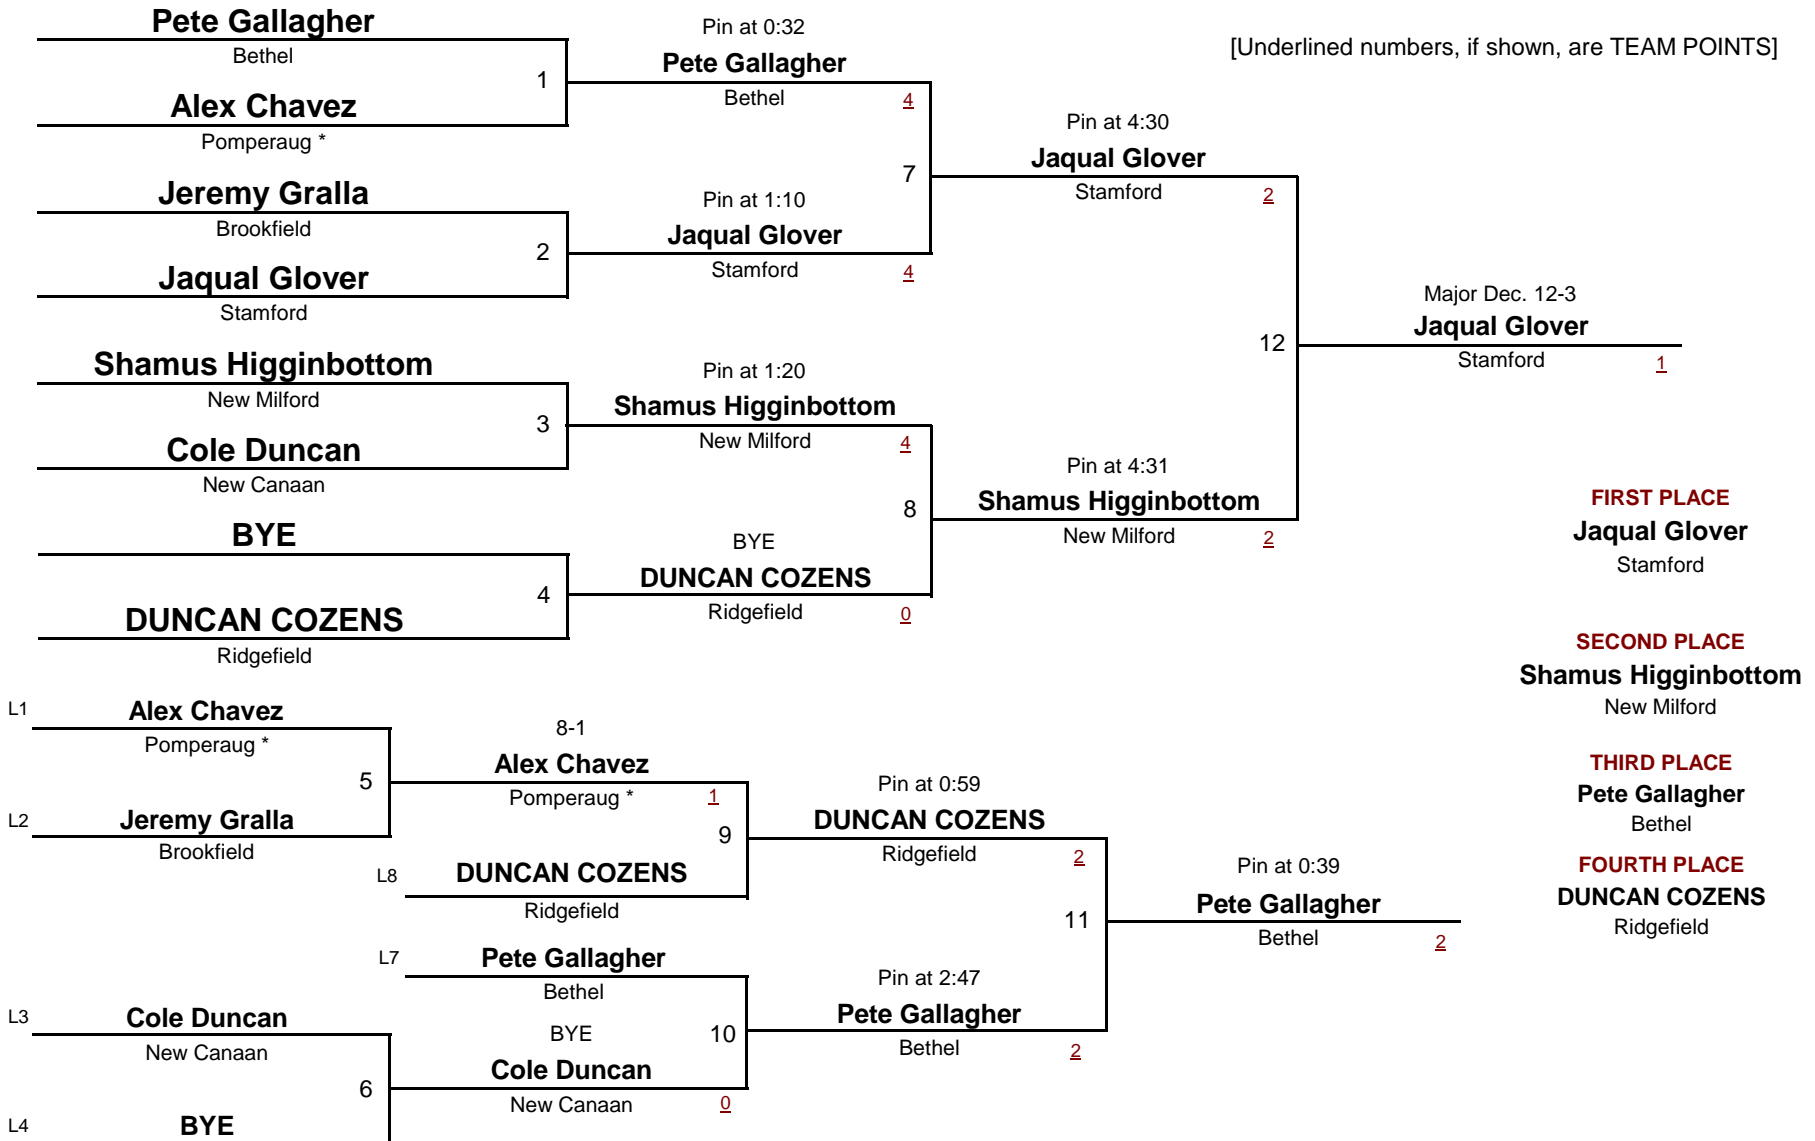 [Underlined numbers, if shown, are TEAM POINTS]
Pete Gallagher
Bethel
1
Alex Chavez
Pomperaug *
Jeremy Gralla
Brookfield
2
Jaqual Glover
Stamford
Shamus Higginbottom
New Milford
3
Cole Duncan
New Canaan
BYE
4
DUNCAN COZENS
Ridgefield
Pin at 0:32
Pete Gallagher
Bethel 4
7
Pin at 1:10
Jaqual Glover
Stamford 4
Pin at 1:20
Shamus Higginbottom
New Milford 4
8
BYE
DUNCAN COZENS
Ridgefield 0
Pin at 4:30
Jaqual Glover
Stamford 2
12
Pin at 4:31
Shamus Higginbottom
New Milford 2
Major Dec. 12-3
Jaqual Glover
Stamford 1
FIRST PLACE
Jaqual Glover
Stamford
SECOND PLACE
Shamus Higginbottom
New Milford
THIRD PLACE
Pete Gallagher
Bethel
FOURTH PLACE
DUNCAN COZENS
Ridgefield
L1 Alex Chavez
Pomperaug *
5
L2 Jeremy Gralla
Brookfield
L3 Cole Duncan
New Canaan
6
L4 BYE
8-1
Alex Chavez
Pomperaug * 1
9
L8 DUNCAN COZENS
Ridgefield
L7 Pete Gallagher
Bethel
BYE 10
Cole Duncan
New Canaan 0
Pin at 0:59
DUNCAN COZENS
Ridgefield 2
11
Pin at 2:47
Pete Gallagher
Bethel 2
Pin at 0:39
Pete Gallagher
Bethel 2